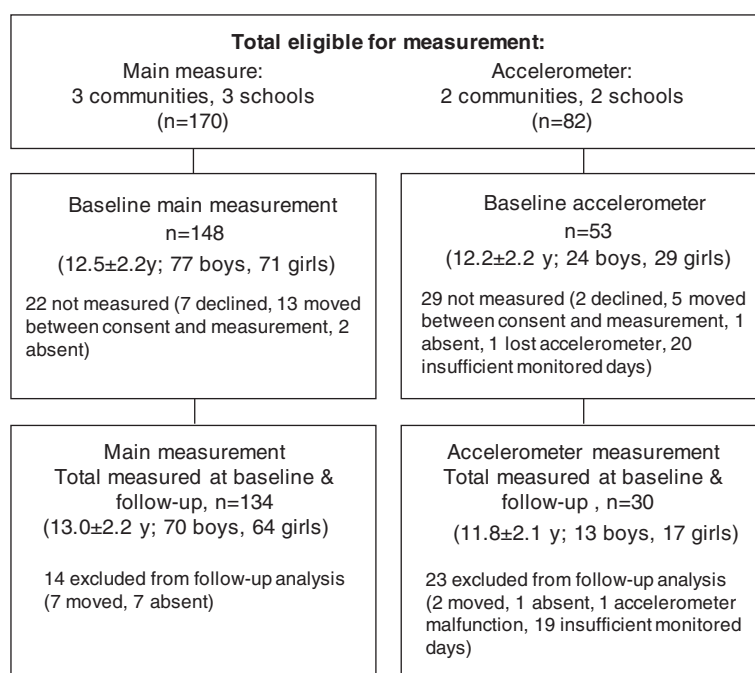 Total eligible for measurement:
Main measure:
3 communities, 3 schools
(n=170)
Accelerometer:
2 communities, 2 schools
(n=82)
Baseline main measurement
n=148
(12.5±2.2y; 77 boys, 71 girls)
22 not measured (7 declined, 13 moved
between consent and measurement, 2
absent)
Baseline accelerometer
n=53
(12.2±2.2 y; 24 boys, 29 girls)
29 not measured (2 declined, 5 moved
between consent and measurement, 1
absent, 1 lost accelerometer, 20
insufficient monitored days)
Main measurement
Total measured at baseline &
follow-up, n=134
(13.0±2.2 y; 70 boys, 64 girls)
14 excluded from follow-up analysis
(7 moved, 7 absent)
Accelerometer measurement
Total measured at baseline &
follow-up , n=30
(11.8±2.1 y; 13 boys, 17 girls)
23 excluded from follow-up analysis
(2 moved, 1 absent, 1 accelerometer
malfunction, 19 insufficient monitored
days)